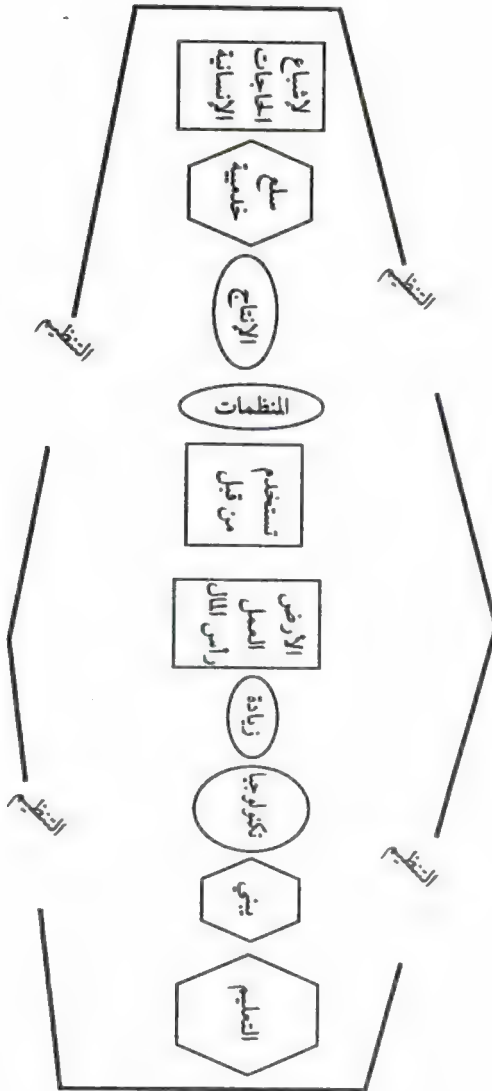 التنظيم
التنظيم
التعليم
يبني
تكنولوجيا
زيادة
الأرض
العمل
رأس المال
تستخدم
من قبل
المنظمات
الإنتاج
سلع
خدمية
لإشباع
الحاجات
الإنسانية
التنظيم
التنظيم